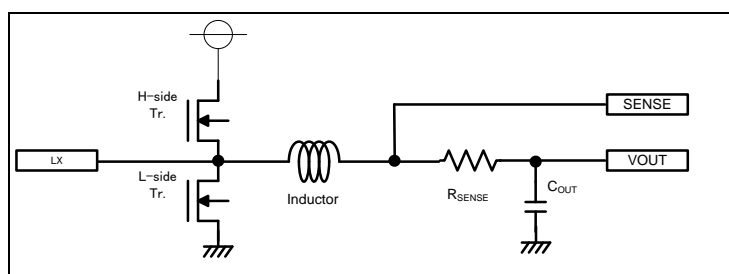 H-side
Tr.
SENSE
LX
VOUT
L-side
Tr.
Inductor
RSENSE
COUT